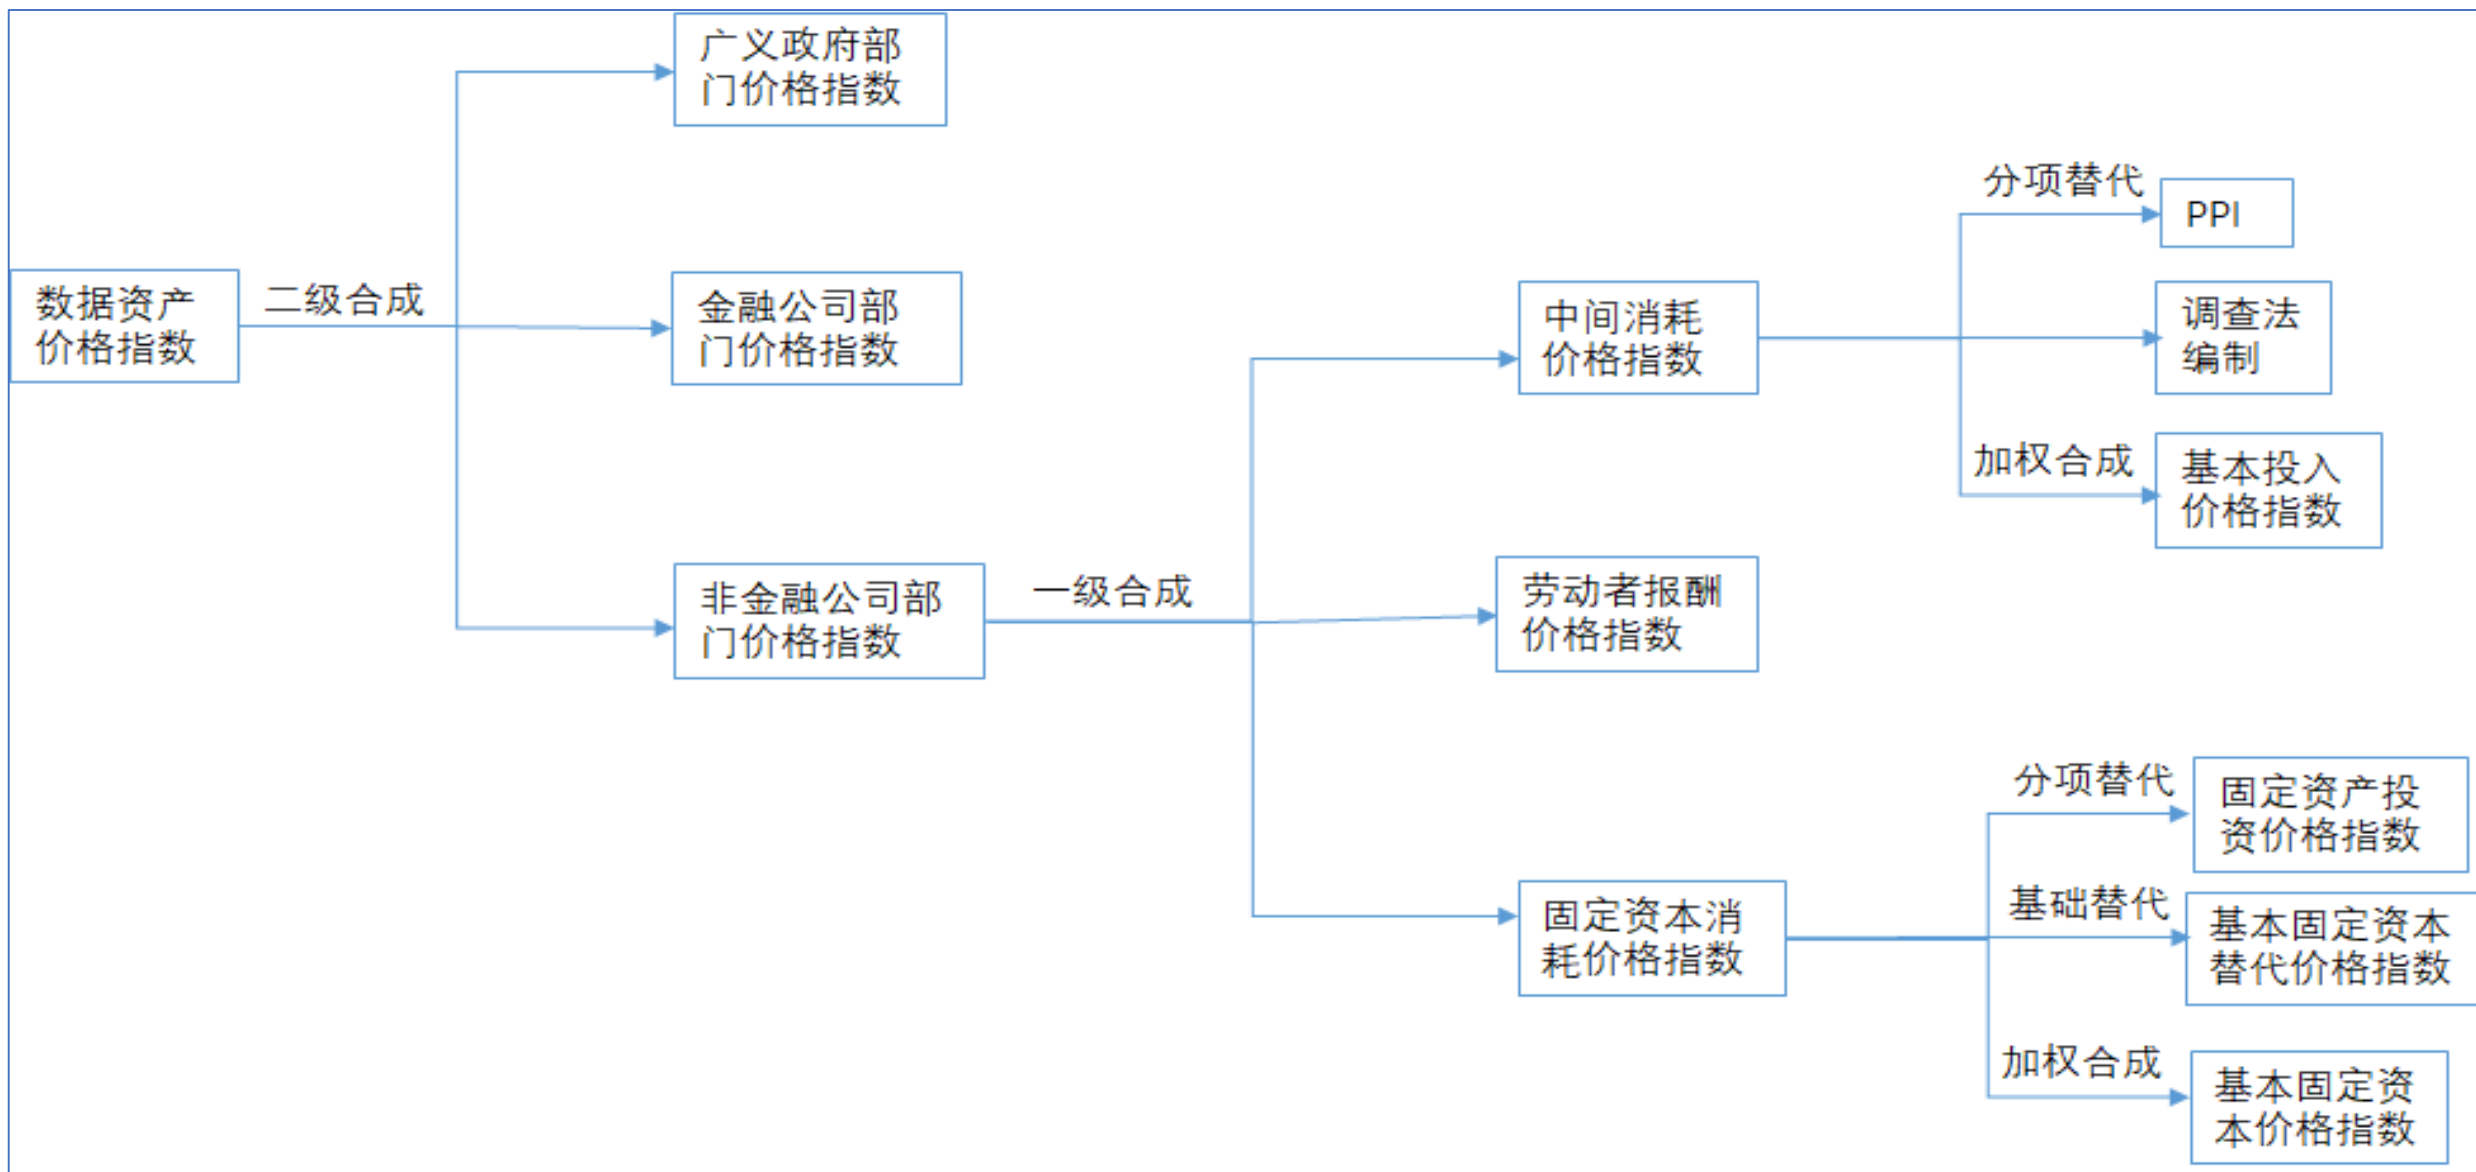 数据资产
价格指数
二级合成
广义政府部
门价格指数
金融公司部
门价格指数
非金融公司部
门价格指数
一级合成
中间消耗
价格指数
劳动者报酬
价格指数
固定资本消
耗价格指数
分项替代
PPI
调查法
编制
加权合成
基本投入
价格指数
分项替代
固定资产投
资价格指数
基础替代
基本固定资本
替代价格指数
加权合成
基本固定资
本价格指数